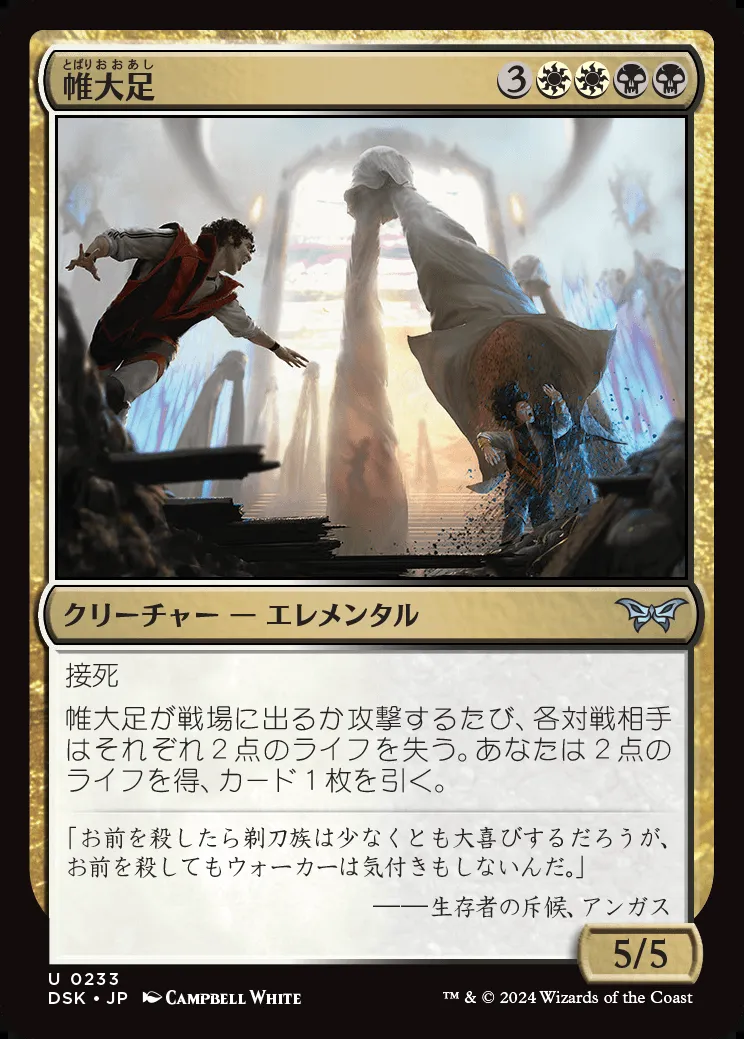 とばりおおあし
帷大足 3
クリーチャー — エレメンタル
接死
帷大足が戦場に出るか攻撃するたび、各対戦相手
はそれぞれ２点のライフを失う。あなたは２点の
ライフを得、カード１枚を引く。
「お前を殺したら剃刀族は少なくとも大喜びするだろうが、
お前を殺してもウォーカーは気付きもしないんだ。」
――生存者の斥候、アンガス
5/5
U 0233
DSK • JP CAMPBELL WHITE
™ & © 2024 Wizards of the Coast